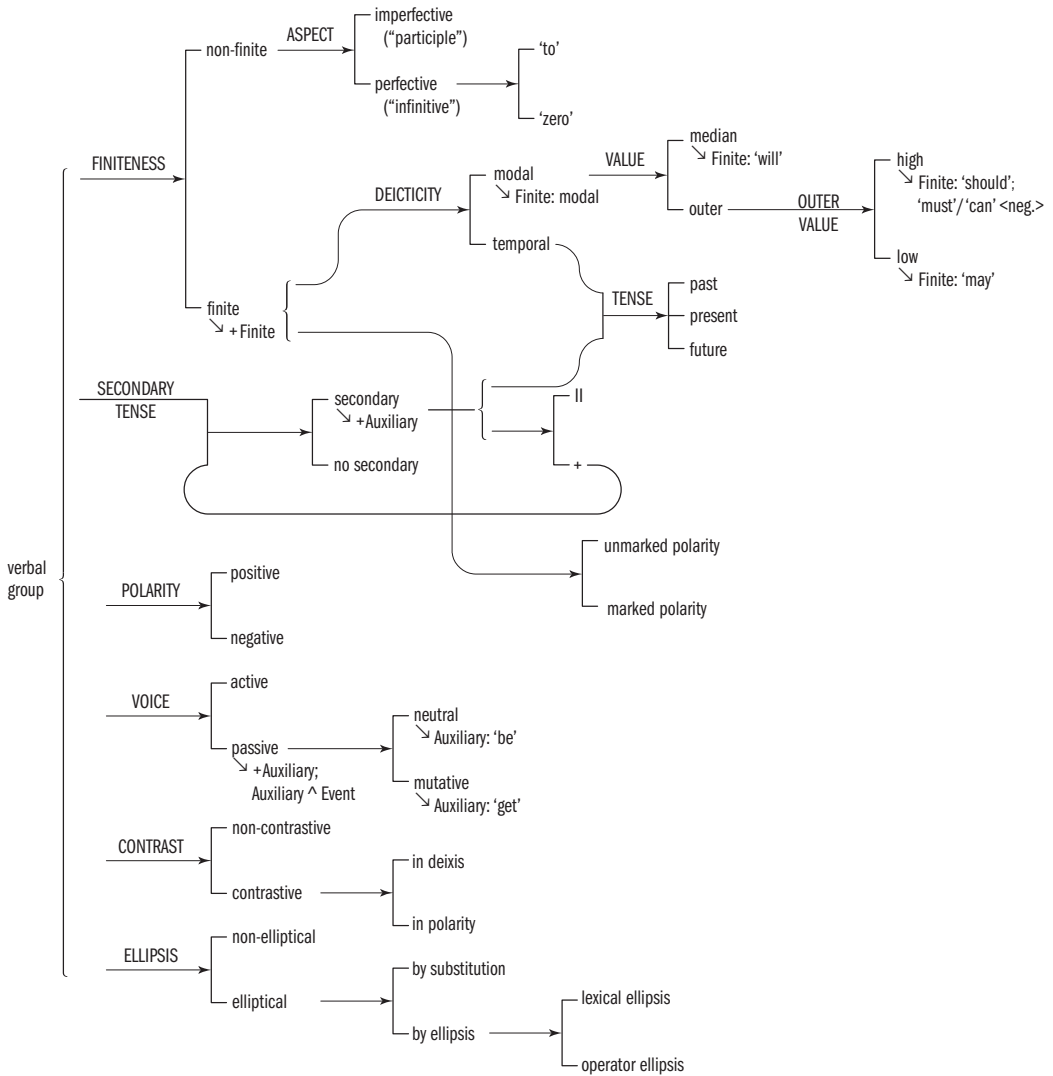 imperfective
(“participle”)
non-finite
ASPECT
perfective
(“infinitive”)
‘to’
‘zero’
FINITENESS
finite
↘ + Finite
DEICTICITY
modal
↘ Finite: modal
temporal
VALUE
median
↘ Finite: ‘will’
outer
OUTER
VALUE
high
↘ Finite: ‘should’;
‘must’/‘can’ <neg.>
low
↘ Finite: ‘may’
TENSE
past
present
future
SECONDARY
TENSE
secondary
↘ +Auxiliary
no secondary
II
+
unmarked polarity
marked polarity
verbal
group
POLARITY
positive
negative
VOICE
active
passive
↘ +Auxiliary;
Auxiliary ^ Event
neutral
↘ Auxiliary: ‘be’
mutative
↘ Auxiliary: ‘get’
CONTRAST
non-contrastive
contrastive
in deixis
in polarity
ELLIPSIS
non-elliptical
elliptical
by substitution
by ellipsis
lexical ellipsis
operator ellipsis